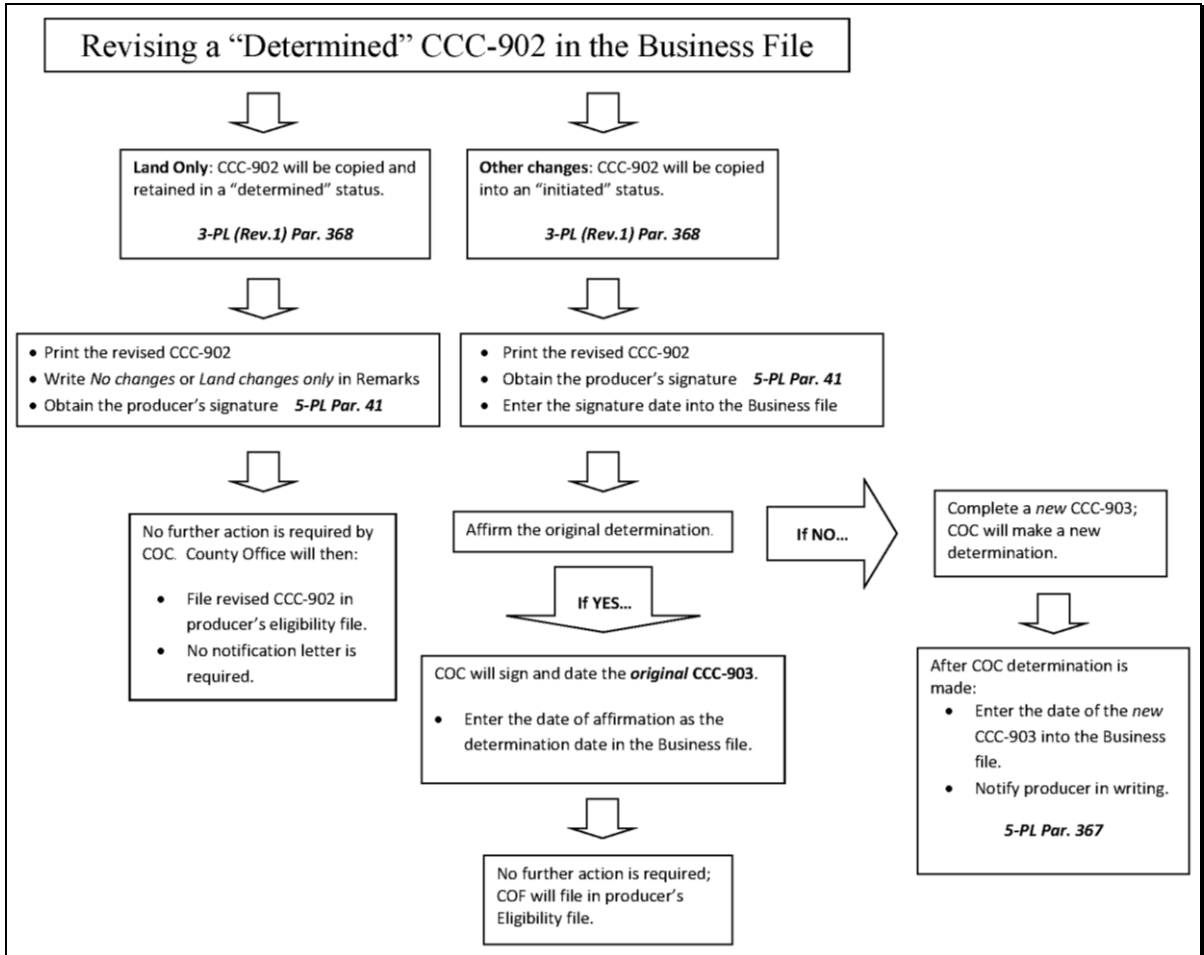 Revising a “Determined” CCC-902 in the Business File
Land Only: CCC-902 will be copied and
retained in a “determined” status.
3-PL (Rev.1) Par. 368
Other changes: CCC-902 will be copied
into an “initiated” status.
3-PL (Rev.1) Par. 368
• Print the revised CCC-902
• Write No changes or Land changes only in Remarks
• Obtain the producer’s signature 5-PL Par. 41
• Print the revised CCC-902
• Obtain the producer’s signature 5-PL Par. 41
• Enter the signature date into the Business file
No further action is required by
COC. County Office will then:
• File revised CCC-902 in
producer’s eligibility file.
• No notification letter is
required.
Affirm the original determination.
If NO...
Complete a new CCC-903;
COC will make a new
determination.
If YES...
COC will sign and date the original CCC-903.
• Enter the date of affirmation as the
determination date in the Business file.
After COC determination is
made:
• Enter the date of the new
CCC-903 into the Business
file.
• Notify producer in writing.
5-PL Par. 367
No further action is required;
COF will file in producer’s
Eligibility file.